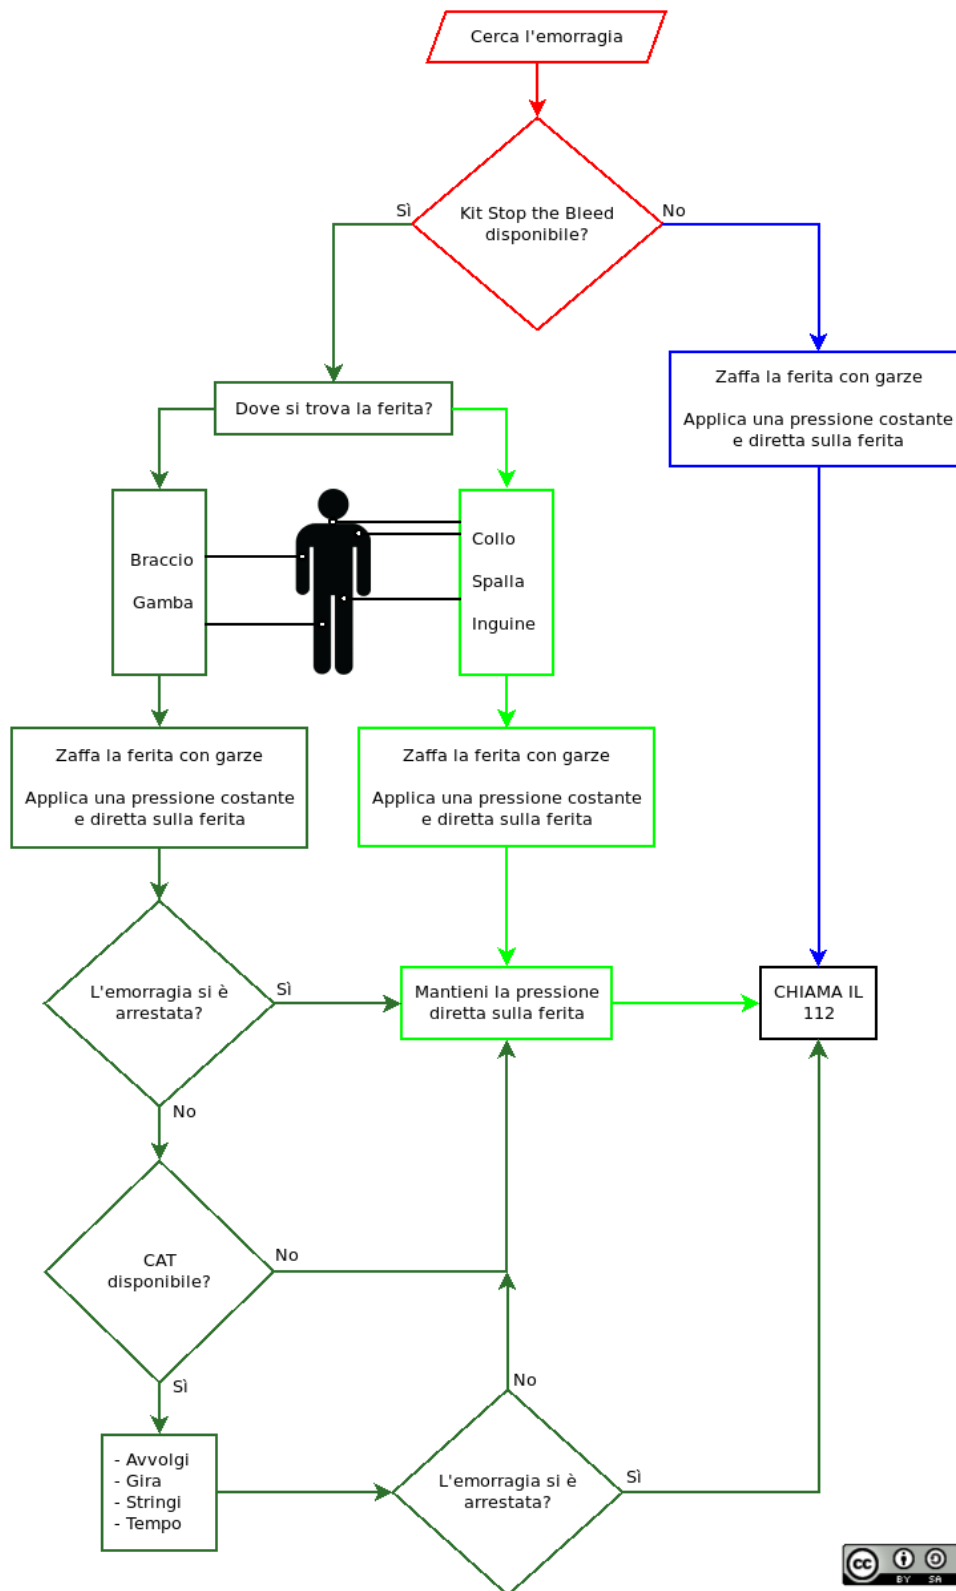 Cerca l'emorragia
Kit Stop the Bleed
disponibile?
Sì
No
Zaffa la ferita con garze
Applica una pressione costante
e diretta sulla ferita
Dove si trova la ferita?
Braccio
Gamba
Collo
Spalla
Inguine
Zaffa la ferita con garze
Applica una pressione costante
e diretta sulla ferita
Zaffa la ferita con garze
Applica una pressione costante
e diretta sulla ferita
L'emorragia si è
arrestata?
Sì
No
Mantieni la pressione
diretta sulla ferita
CHIAMA IL
112
CAT
disponibile?
No
Sì
- Avvolgi
- Gira
- Stringi
- Tempo
L'emorragia si è
arrestata?
No
Sì
cc
BY SA